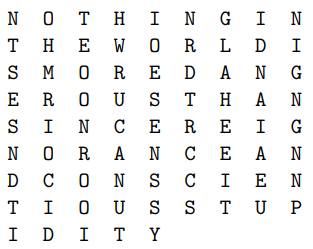 N O T H I N G I N
T H E W O R L D I
S M O R E D A N G
E R O U S T H A N
S I N C E R E I G
N O R A N C E A N
D C O N S C I E N
T I O U S S T U P
I D I T Y